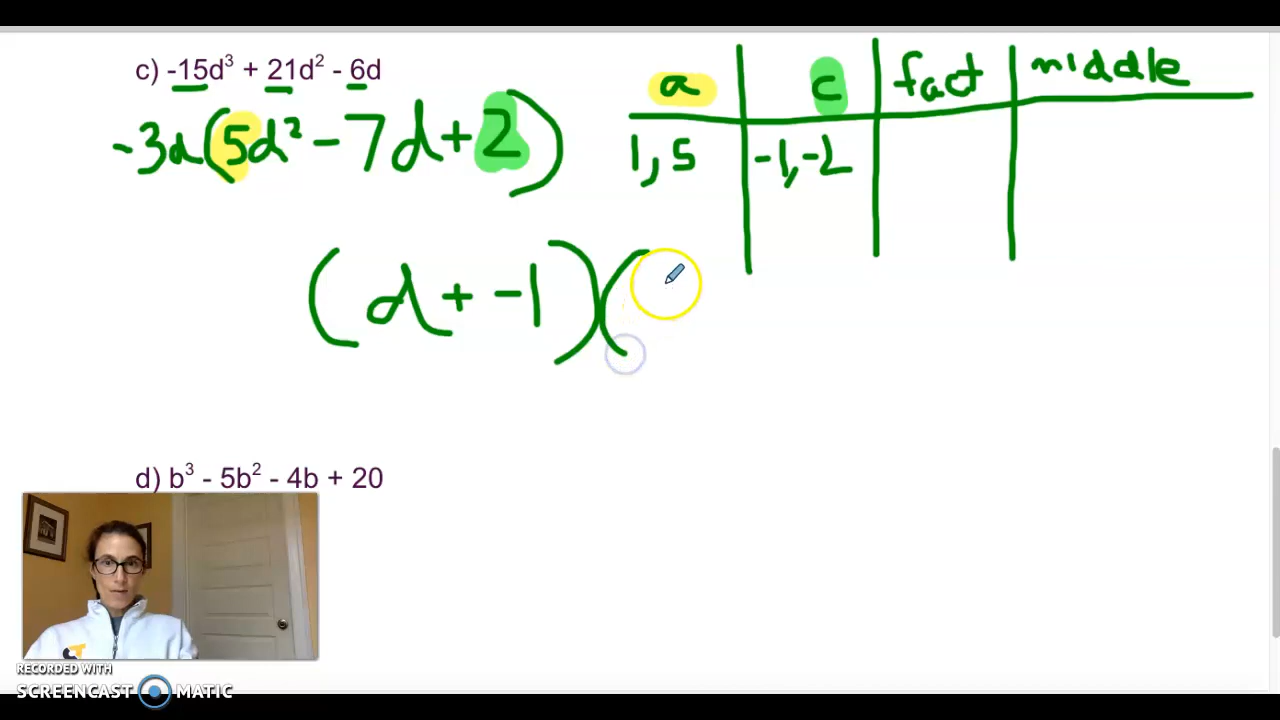 c) -15d³ + 21d² - 6d
a c fact middle
-3d(5d² - 7d + 2)
1, 5 -1, -2
(d + -1)(
d) b³ - 5b² - 4b + 20
RECORDED WITH
SCREENCAST MATIC